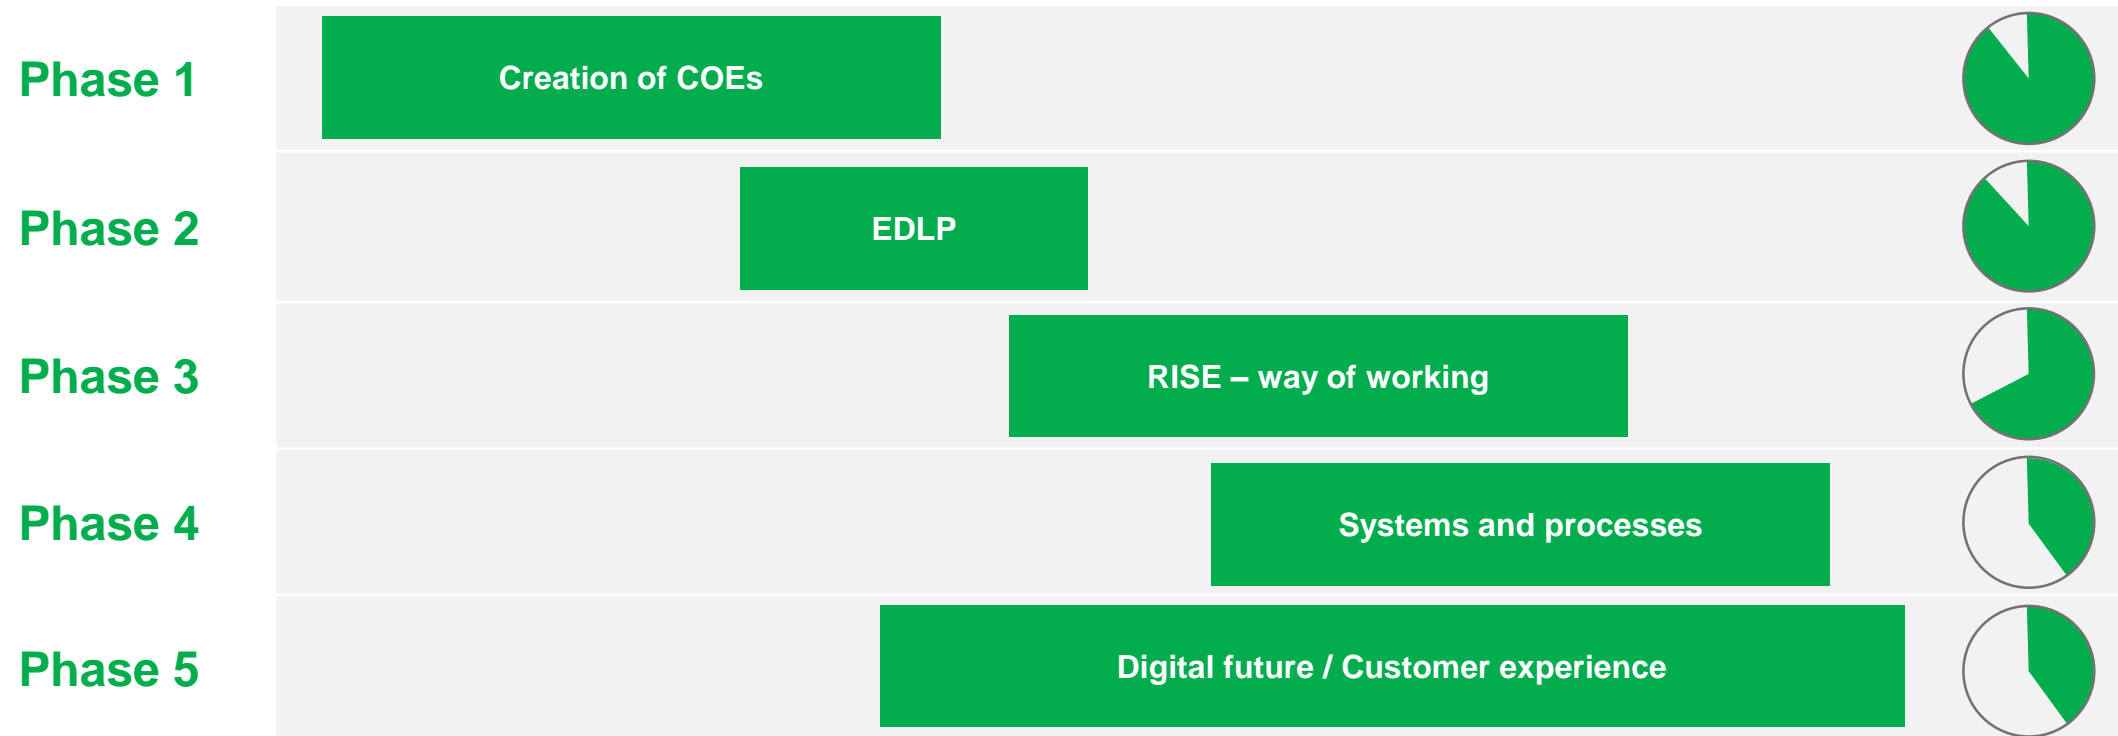 Phase 1
Creation of COEs
Phase 2
EDLP
Phase 3
RISE – way of working
Phase 4
Systems and processes
Phase 5
Digital future / Customer experience